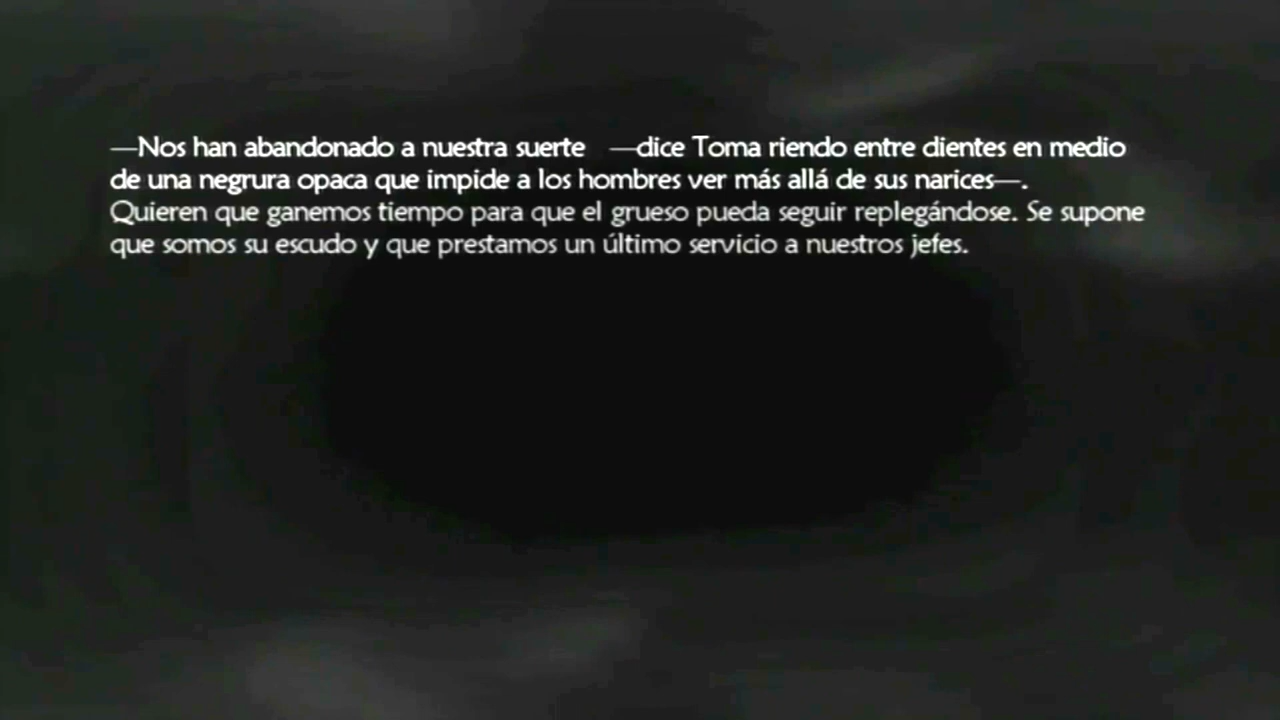 —Nos han abandonado a nuestra suerte —dice Toma riendo entre dientes en medio
de una negrura opaca que impide a los hombres ver más allá de sus narices—.
Quieren que ganemos tiempo para que el grueso pueda seguir replegándose. Se supone
que somos su escudo y que prestamos un último servicio a nuestros jefes.